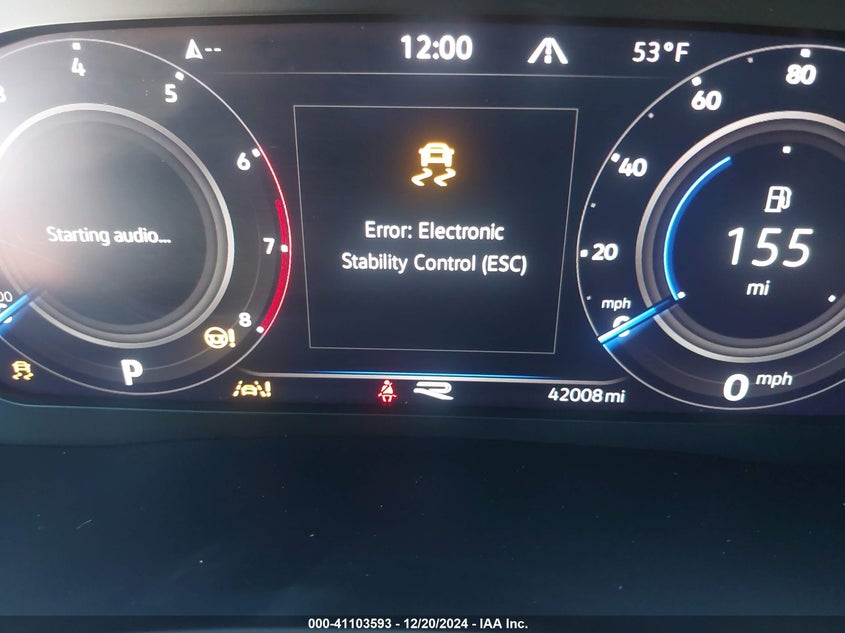 A--
12:00
53°F
3
4
5
6
7
8
Starting audio...
P
Error: Electronic
Stability Control (ESC)
R
42008 mi
80
60
40
20
mph
155
mi
0 mph
000-41103593 - 12/20/2024 - IAA Inc.